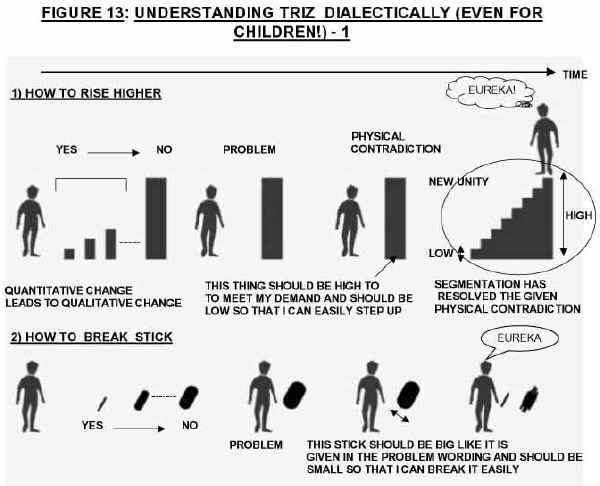 FIGURE 13: UNDERSTANDING TRIZ DIALECTICALLY (EVEN FOR
CHILDREN!) - 1
TIME
1) HOW TO RISE HIGHER
EUREKA!
YES
NO
PROBLEM
PHYSICAL
CONTRADICTION
NEW UNITY
HIGH
LOW
QUANTITATIVE CHANGE
LEADS TO QUALITATIVE CHANGE
THIS THING SHOULD BE HIGH TO
TO MEET MY DEMAND AND SHOULD BE
LOW SO THAT I CAN EASILY STEP UP
SEGMENTATION HAS
RESOLVED THE GIVEN
PHYSICAL CONTRADICTION
2) HOW TO BREAK STICK
EUREKA
YES
NO
PROBLEM
THIS STICK SHOULD BE BIG LIKE IT IS
GIVEN IN THE PROBLEM WORDING AND SHOULD BE
SMALL SO THAT I CAN BREAK IT EASILY